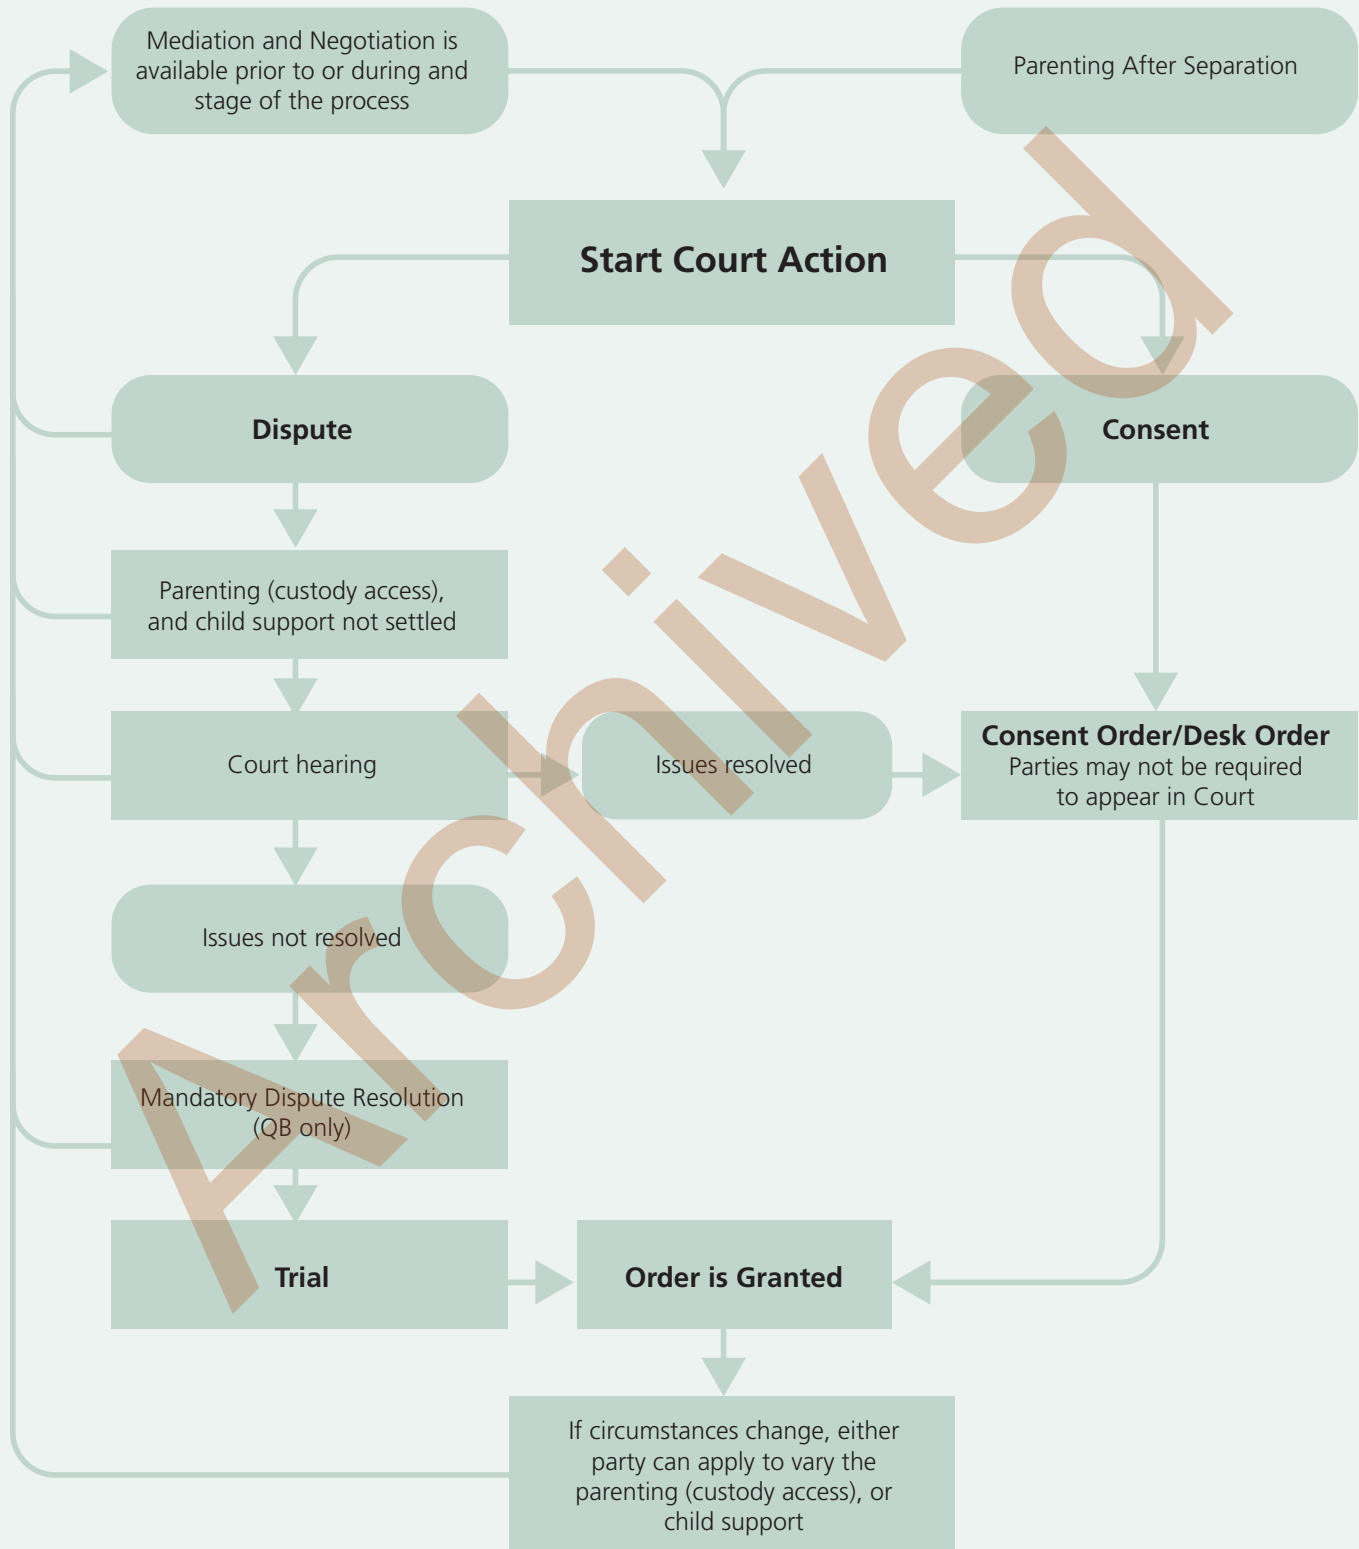 Mediation and Negotiation is
available prior to or during and
stage of the process
Parenting After Separation
Start Court Action
Dispute
Consent
Parenting (custody access),
and child support not settled
Court hearing
Issues resolved
Consent Order/Desk Order
Parties may not be required
to appear in Court
Issues not resolved
Mandatory Dispute Resolution
(QB only)
Trial
Order is Granted
If circumstances change, either
party can apply to vary the
parenting (custody access), or
child support
Archived